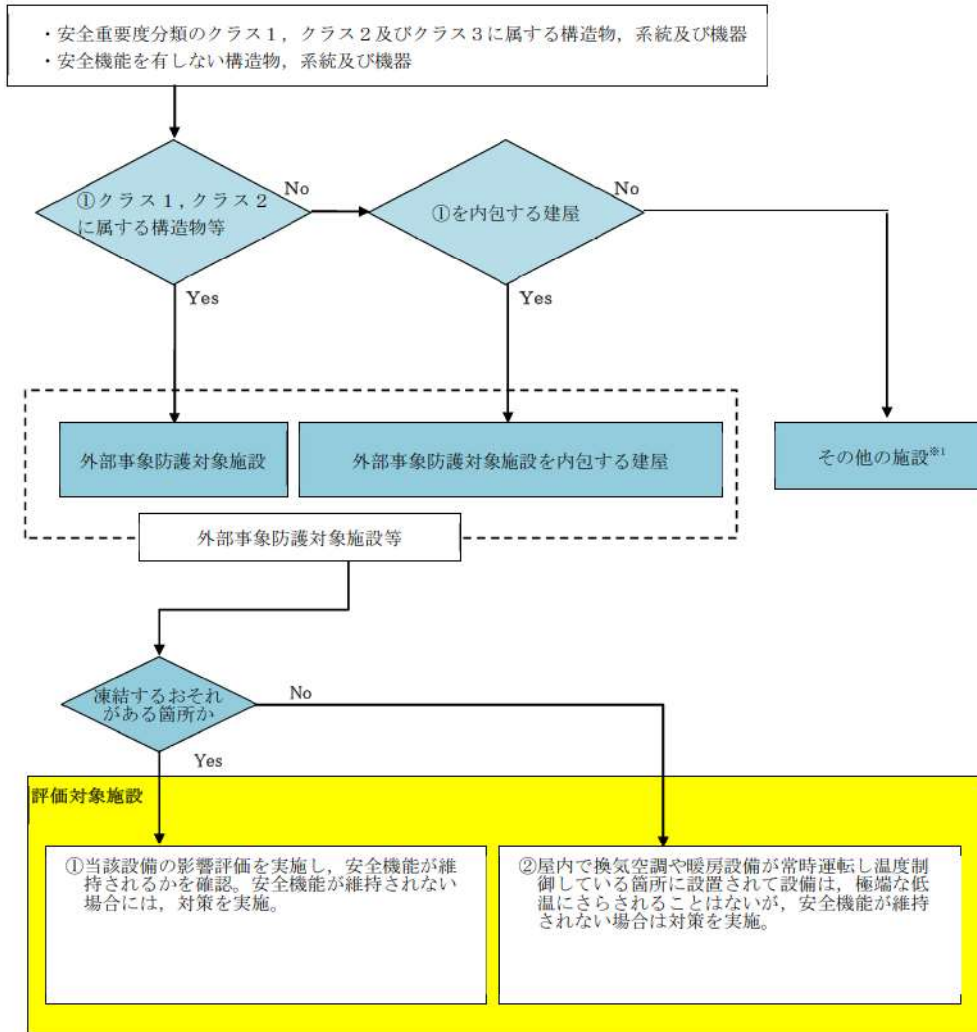 ・安全重要度分類のクラス１，クラス２及びクラス３に属する構造物，系統及び機器
・安全機能を有しない構造物，系統及び機器
①クラス１，クラス２
に属する構造物等
No
①を内包する建屋
No
Yes
Yes
外部事象防護対象施設
外部事象防護対象施設を内包する建屋
その他の施設※1
外部事象防護対象施設等
凍結するおそれ
がある箇所か
No
Yes
評価対象施設
①当該設備の影響評価を実施し，安全機能が維
持されるかを確認。安全機能が維持されない
場合には，対策を実施。
②屋内で換気空調や暖房設備が常時運転し温度制
御している箇所に設置されて設備は，極端な低
温にさらされることはないが，安全機能が維持
されない場合は対策を実施。